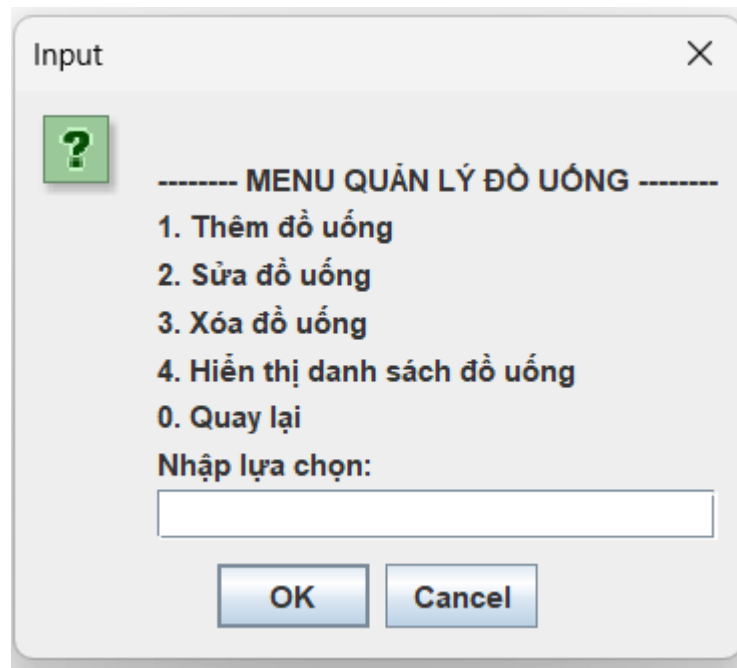 Input
?
-------- MENU QUẢN LÝ ĐỒ UỐNG --------
1. Thêm đồ uống
2. Sửa đồ uống
3. Xóa đồ uống
4. Hiển thị danh sách đồ uống
0. Quay lại
Nhập lựa chọn:
OK Cancel